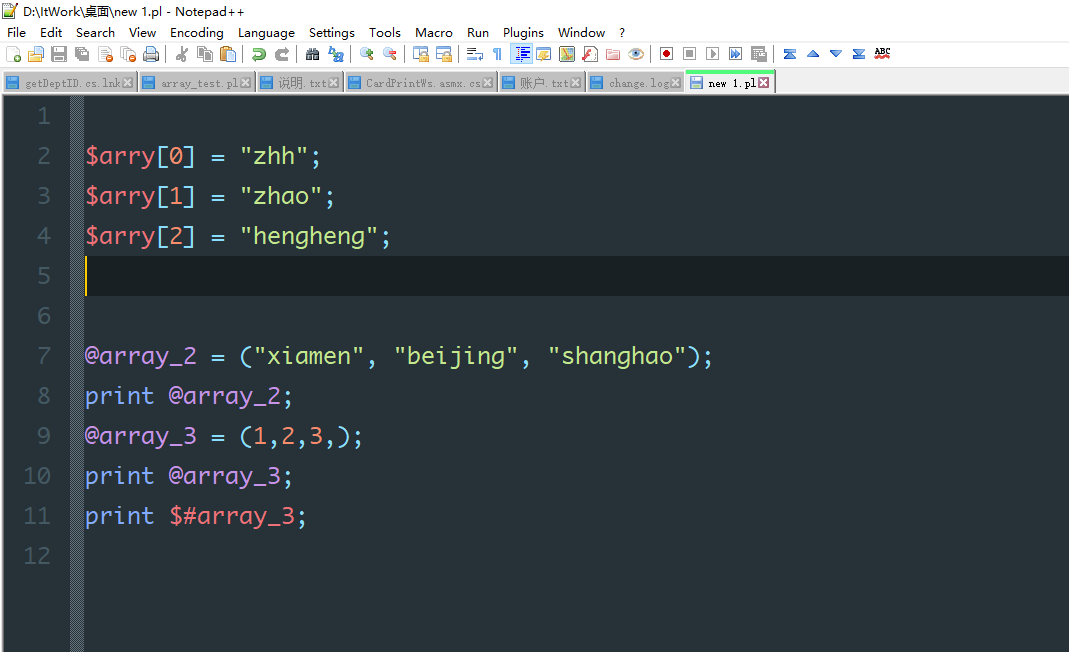 D:\ItWork\桌面\new 1.pl - Notepad++
File Edit Search View Encoding Language Settings Tools Macro Run Plugins Window ?
ABC
getDeptID.cs.lnk array_test.pl 说明.txt CardPrintWs.asmx.cs 账户.txt change.log new 1.pl
1
2 $arry[0] = "zhh";
3 $arry[1] = "zhao";
4 $arry[2] = "hengheng";
5
6
7 @array_2 = ("xiamen", "beijing", "shanghao");
8 print @array_2;
9 @array_3 = (1,2,3,);
10 print @array_3;
11 print $#array_3;
12